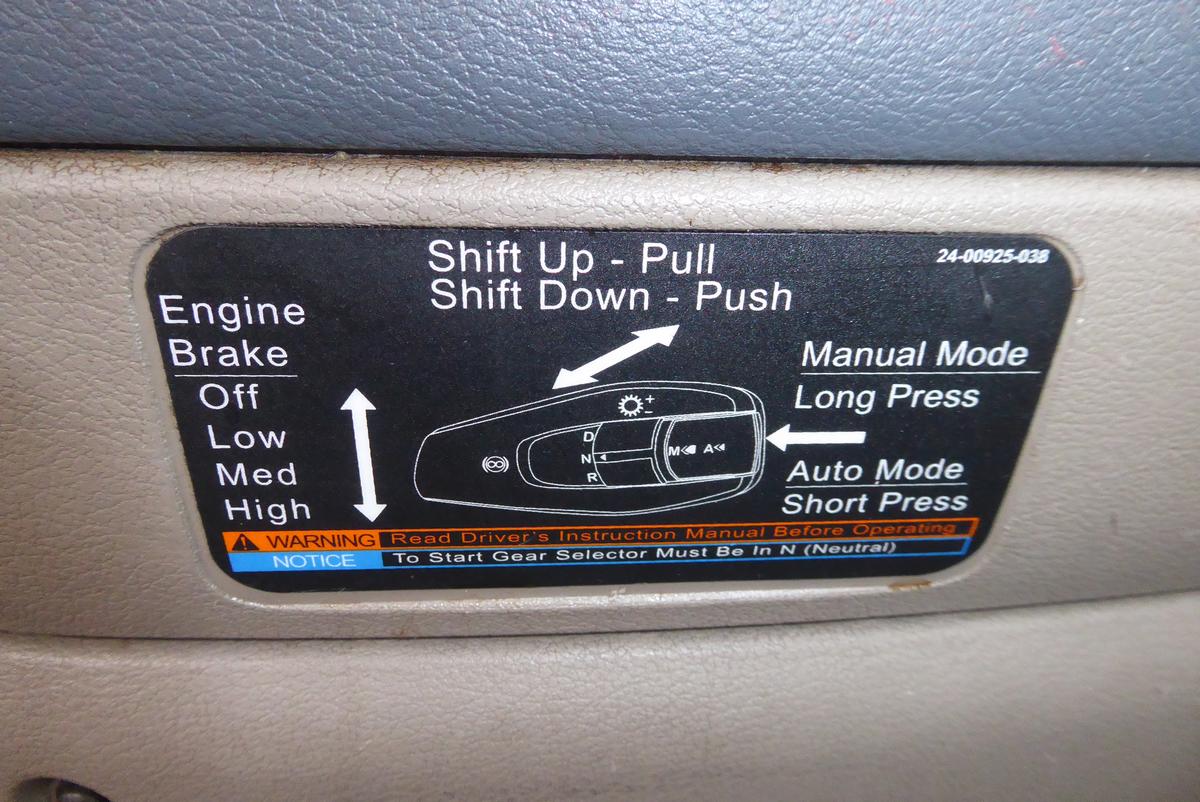 Shift Up - Pull
Shift Down - Push
24-00925-038
Engine
Brake
Off
Low
Med
High
Manual Mode
Long Press
Auto Mode
Short Press
+
-
D
N
R
M
A
WARNING Read Driver's Instruction Manual Before Operating
NOTICE To Start Gear Selector Must Be In N (Neutral)